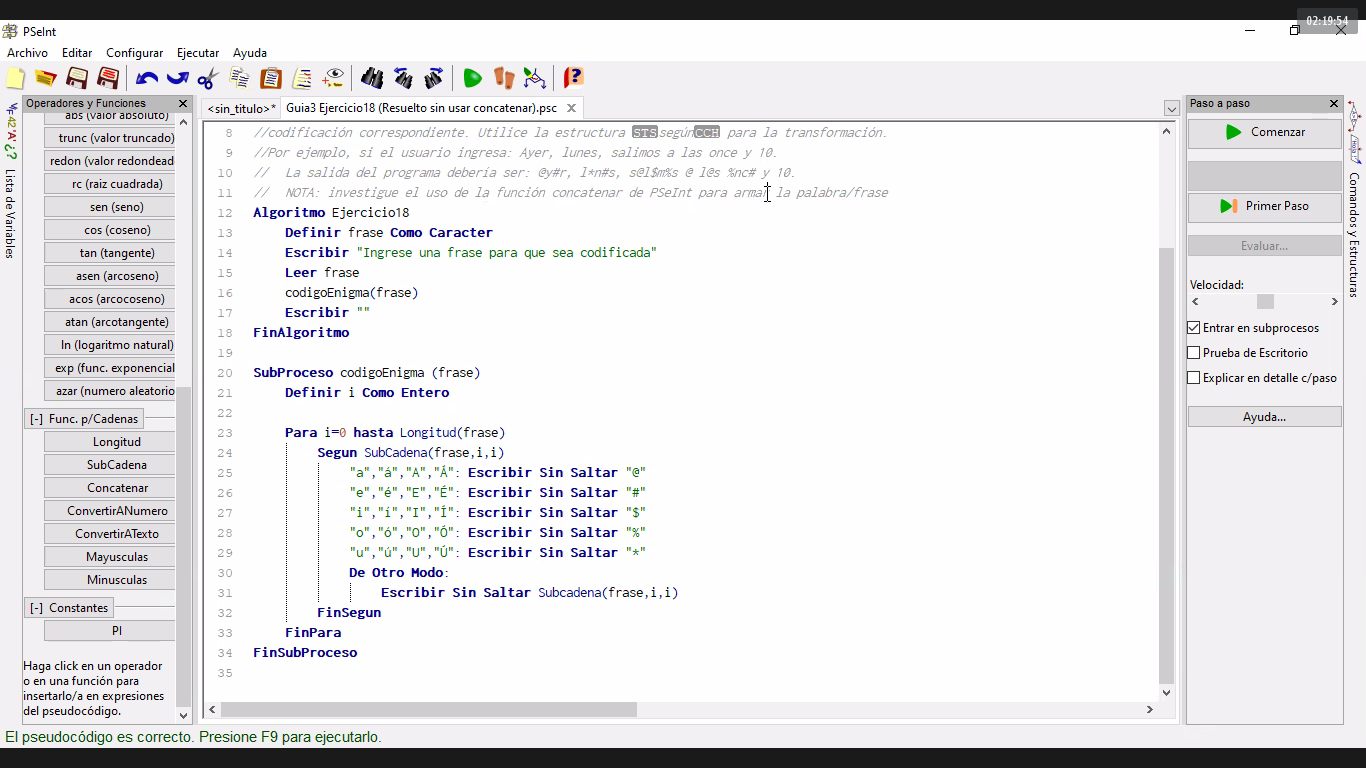 02:19:54
PSeInt
Archivo Editar Configurar Ejecutar Ayuda
Operadores y Funciones
<sin_titulo>* Guia3 Ejercicio18 (Resuelto sin usar concatenar).psc
Paso a paso
Lista de Variables
abs (valor absoluto)
trunc (valor truncado)
redon (valor redondead
rc (raiz cuadrada)
sen (seno)
cos (coseno)
tan (tangente)
asen (arcoseno)
acos (arcocoseno)
atan (arcotangente)
ln (logaritmo natural)
exp (func. exponencial
azar (numero aleatorio
[-] Func. p/Cadenas
Longitud
SubCadena
Concatenar
ConvertirANumero
ConvertirATexto
Mayusculas
Minusculas
[-] Constantes
PI
Haga click en un operador
o en una función para
insertarlo/a en expresiones
del pseudocódigo.
8 //codificación correspondiente. Utilice la estructura STSsegúnCCH para la transformación.
9 //Por ejemplo, si el usuario ingresa: Ayer, lunes, salimos a las once y 10.
10 // La salida del programa debería ser: @y#r, l*n#s, s@l$m%s @ l@s %nc# y 10.
11 // NOTA: investigue el uso de la función concatenar de PSeInt para armar la palabra/frase
12 Algoritmo Ejercicio18
13 Definir frase Como Caracter
14 Escribir "Ingrese una frase para que sea codificada"
15 Leer frase
16 codigoEnigma(frase)
17 Escribir ""
18 FinAlgoritmo
19
20 SubProceso codigoEnigma (frase)
21 Definir i Como Entero
22
23 Para i=0 hasta Longitud(frase)
24 Segun SubCadena(frase,i,i)
25 "a","á","A","Á": Escribir Sin Saltar "@"
26 "e","é","E","É": Escribir Sin Saltar "#"
27 "i","í","I","Í": Escribir Sin Saltar "$"
28 "o","ó","O","Ó": Escribir Sin Saltar "%"
29 "u","ú","U","Ú": Escribir Sin Saltar "*"
30 De Otro Modo:
31 Escribir Sin Saltar Subcadena(frase,i,i)
32 FinSegun
33 FinPara
34 FinSubProceso
35
Comenzar
Primer Paso
Evaluar...
Velocidad:
Entrar en subprocesos
Prueba de Escritorio
Explicar en detalle c/paso
Ayuda...
Comandos y Estructuras
El pseudocódigo es correcto. Presione F9 para ejecutarlo.